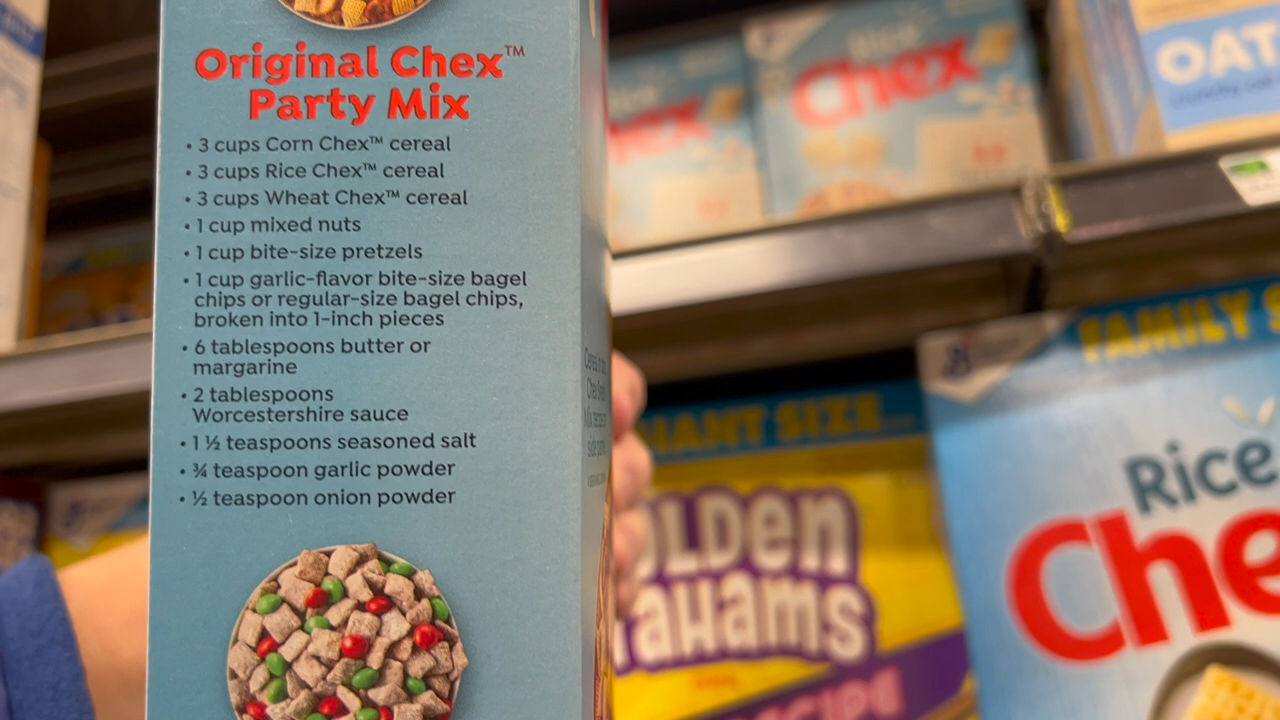 Original Chex™
Party Mix
• 3 cups Corn Chex™ cereal
• 3 cups Rice Chex™ cereal
• 3 cups Wheat Chex™ cereal
• 1 cup mixed nuts
• 1 cup bite-size pretzels
• 1 cup garlic-flavor bite-size bagel
chips or regular-size bagel chips,
broken into 1-inch pieces
• 6 tablespoons butter or
margarine
• 2 tablespoons
Worcestershire sauce
• 1 ½ teaspoons seasoned salt
• ¾ teaspoon garlic powder
• ½ teaspoon onion powder
Rice
Chex
OAT
FAMILY S
Rice
Che
IANT SIZE
OLDEN
RAHAMS